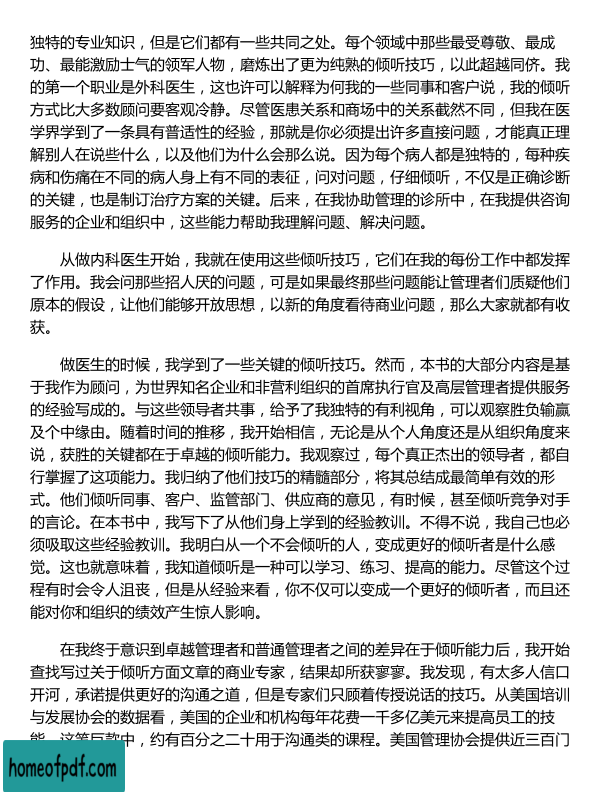 独特的专业知识，但是它们都有一些共同之处。每个领域中那些最受尊敬、最成
功、最能激励士气的领军人物，磨炼出了更为纯熟的倾听技巧，以此超越同侪。我
的第一个职业是外科医生，这也许可以解释为何我的一些同事和客户说，我的倾听
方式比大多数顾问要客观冷静。尽管医患关系和商场中的关系截然不同，但我在医
学界学到了一条具有普适性的经验，那就是你必须提出许多直接问题，才能真正理
解别人在说些什么，以及他们为什么会那么说。因为每个病人都是独特的，每种疾
病和伤痛在不同的病人身上有不同的表征，问对问题，仔细倾听，不仅是正确诊断
的关键，也是制订治疗方案的关键。后来，在我协助管理的诊所中，在我提供咨询
服务的企业和组织中，这些能力帮助我理解问题、解决问题。
从做内科医生开始，我就在使用这些倾听技巧，它们在我的每份工作中都发挥
了作用。我会问那些招人厌的问题，可是如果最终那些问题能让管理者们质疑他们
原本的假设，让他们能够开放思想，以新的角度看待商业问题，那么大家就都有收
获。
做医生的时候，我学到了一些关键的倾听技巧。然而，本书的大部分内容是基
于我作为顾问，为世界知名企业和非营利组织的首席执行官及高层管理者提供服务
的经验写成的。与这些领导者共事，给予了我独特的有利视角，可以观察胜负输赢
及个中缘由。随着时间的推移，我开始相信，无论是从个人角度还是从组织角度来
说，获胜的关键都在于卓越的倾听能力。我观察过，每个真正杰出的领导者，都自
行掌握了这项能力。我归纳了他们技巧的精髓部分，将其总结成最简单有效的形
式。他们倾听同事、客户、监管部门、供应商的意见，有时候，甚至倾听竞争对手
的言论。在本书中，我写下了从他们身上学到的经验教训。不得不说，我自己也必
须吸取这些经验教训。我明白从一个不会倾听的人，变成更好的倾听者是什么感
觉。这也就意味着，我知道倾听是一种可以学习、练习、提高的能力。尽管这个过
程有时会令人沮丧，但是从经验来看，你不仅可以变成一个更好的倾听者，而且还
能对你和组织的绩效产生惊人影响。
在我终于意识到卓越管理者和普通管理者之间的差异在于倾听能力后，我开始
查找写过关于倾听方面文章的商业专家，结果却所获寥寥。我发现，有太多人信口
开河，承诺提供更好的沟通之道，但是专家们只顾着传授说话的技巧。从美国培训
与发展协会的数据看，美国的企业和机构每年花费一千多亿美元来提高员工的技
能。这笔巨款中，约有百分之二十用于沟通类的课程。美国管理协会提供近三百门
homeofpdf.com